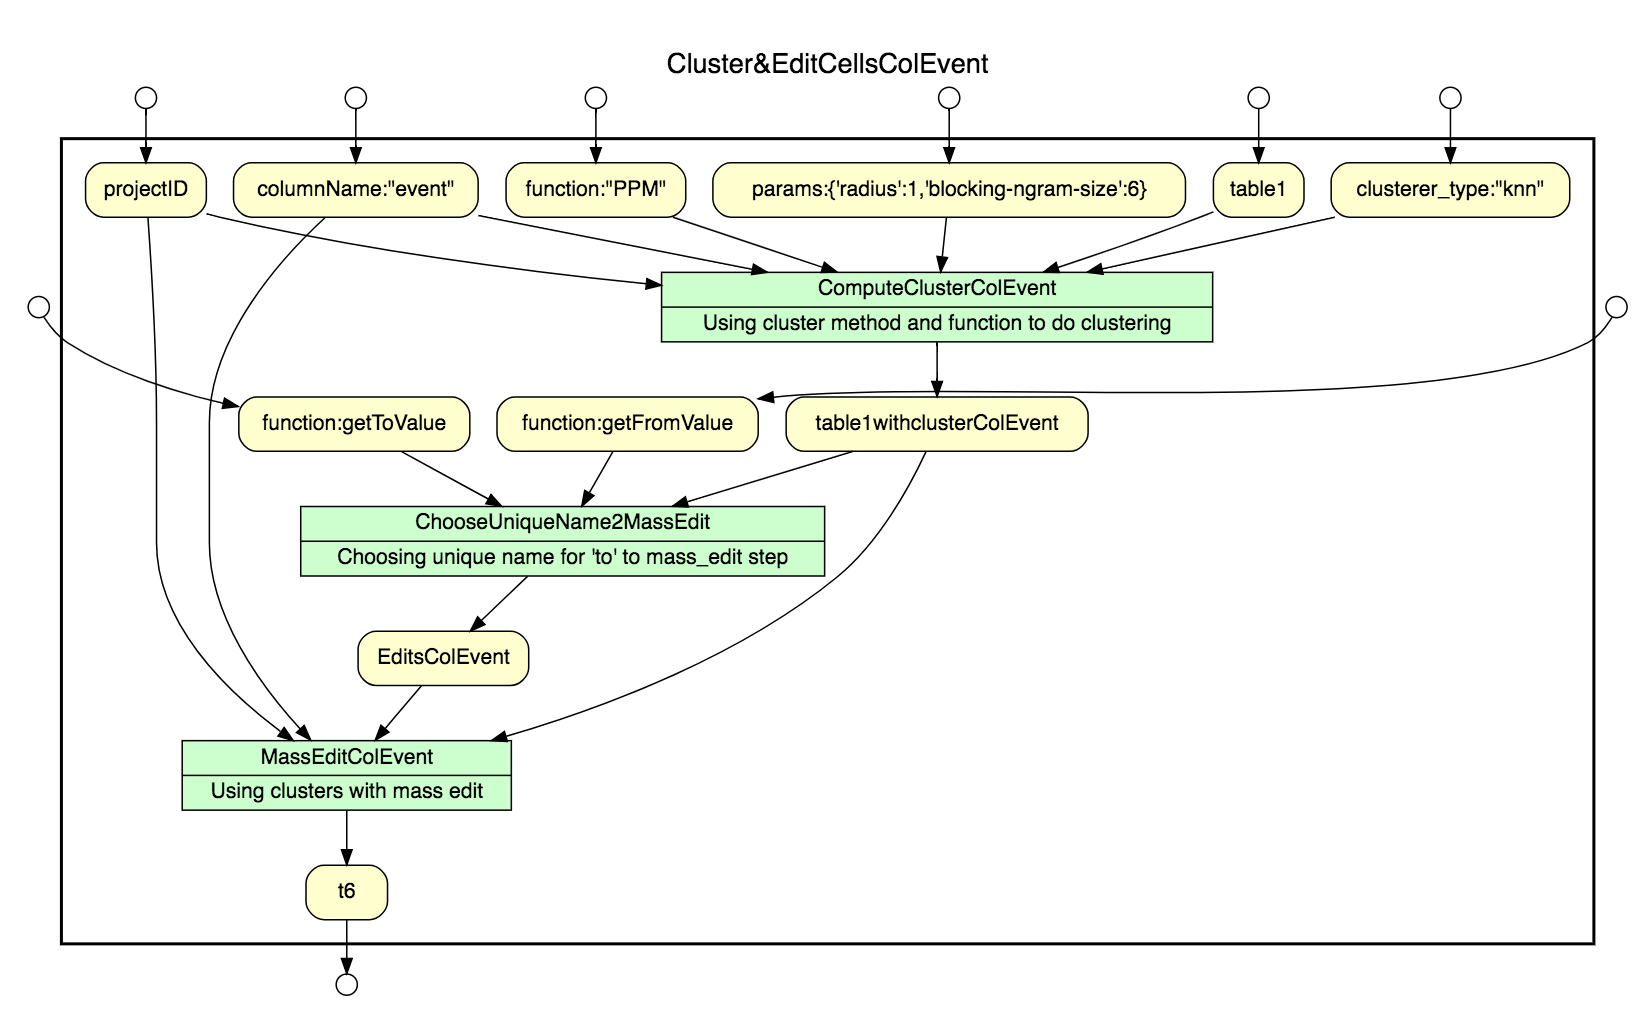 Cluster&EditCellsColEvent
projectID
columnName:"event"
function:"PPM"
params:{'radius':1,'blocking-ngram-size':6}
table1
clusterer_type:"knn"
ComputeClusterColEvent
Using cluster method and function to do clustering
function:getToValue
function:getFromValue
table1withclusterColEvent
ChooseUniqueName2MassEdit
Choosing unique name for 'to' to mass_edit step
EditsColEvent
MassEditColEvent
Using clusters with mass edit
t6